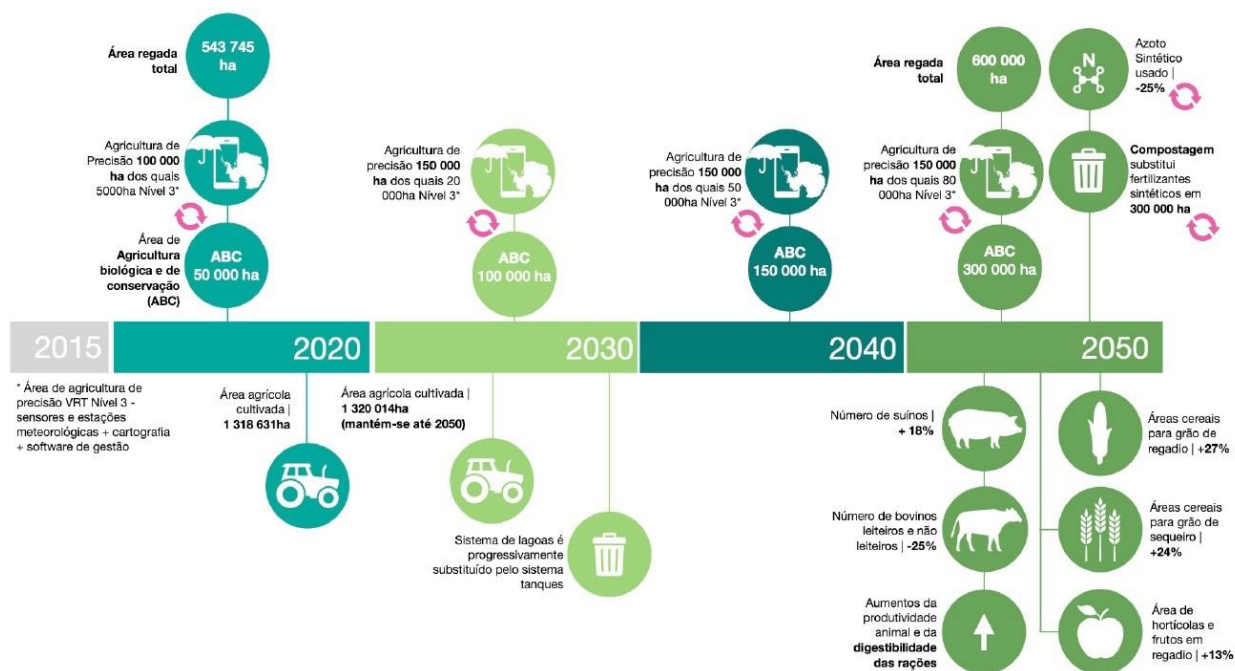 Área regada
total
543 745
ha
Agricultura de
Precisão 100 000
ha dos quais
5000ha Nível 3*
Área de
Agricultura
biológica e de
conservação
(ABC)
ABC
50 000 ha
Agricultura de
precisão 150 000
ha dos quais 20
000ha Nível 3*
ABC
100 000 ha
Agricultura de
precisão 150 000
ha dos quais 50
000ha Nível 3*
ABC
150 000 ha
Área regada
total
600 000
ha
Agricultura de
precisão 150 000
ha dos quais 80
000ha Nível 3*
ABC
300 000 ha
N
Azoto
Sintético
usado |
-25%
Compostagem
substitui
fertilizantes
sintéticos em
300 000 ha
2015
2020
2030
2040
2050
* Área de agricultura de
precisão VRT Nível 3 -
sensores e estações
meteorológicas + cartografia
+ software de gestão
Área agrícola
cultivada |
1 318 631ha
Área agrícola cultivada |
1 320 014ha
(mantém-se até 2050)
Sistema de lagoas é
progressivamente
substituído pelo sistema
tanques
Número de suínos |
+ 18%
Número de bovinos
leiteiros e não
leiteiros | -25%
Aumentos da
produtividade
animal e da
digestibilidade
das rações
Áreas cereais
para grão de
regadio | +27%
Áreas cereais
para grão de
sequeiro |
+24%
Área de
hortícolas e
frutos em
regadio | +13%